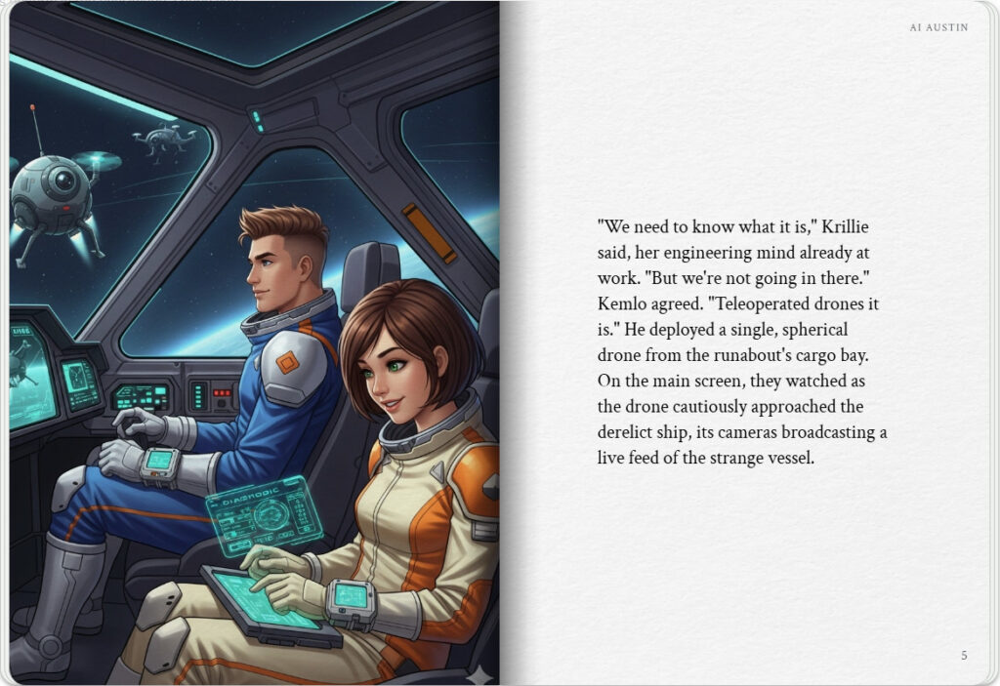 DIAGNODIC
AI AUSTIN
"We need to know what it is," Krillie
said, her engineering mind already at
work. "But we're not going in there."
Kemlo agreed. "Teleoperated drones it
is." He deployed a single, spherical
drone from the runabout's cargo bay.
On the main screen, they watched as
the drone cautiously approached the
derelict ship, its cameras broadcasting a
live feed of the strange vessel.
5